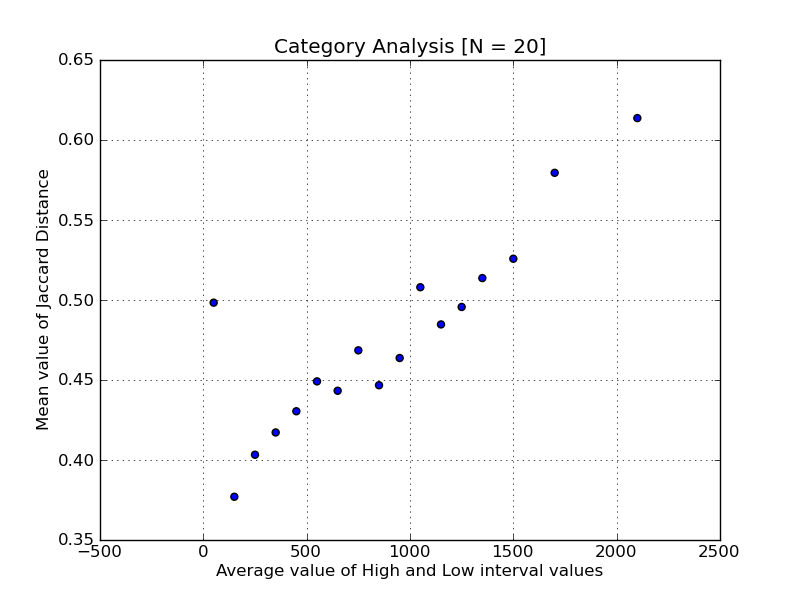 Category Analysis [N = 20]
0.65
0.60
0.55
0.50
0.45
0.40
0.35
Mean value of Jaccard Distance
−500 0 500 1000 1500 2000 2500
Average value of High and Low interval values